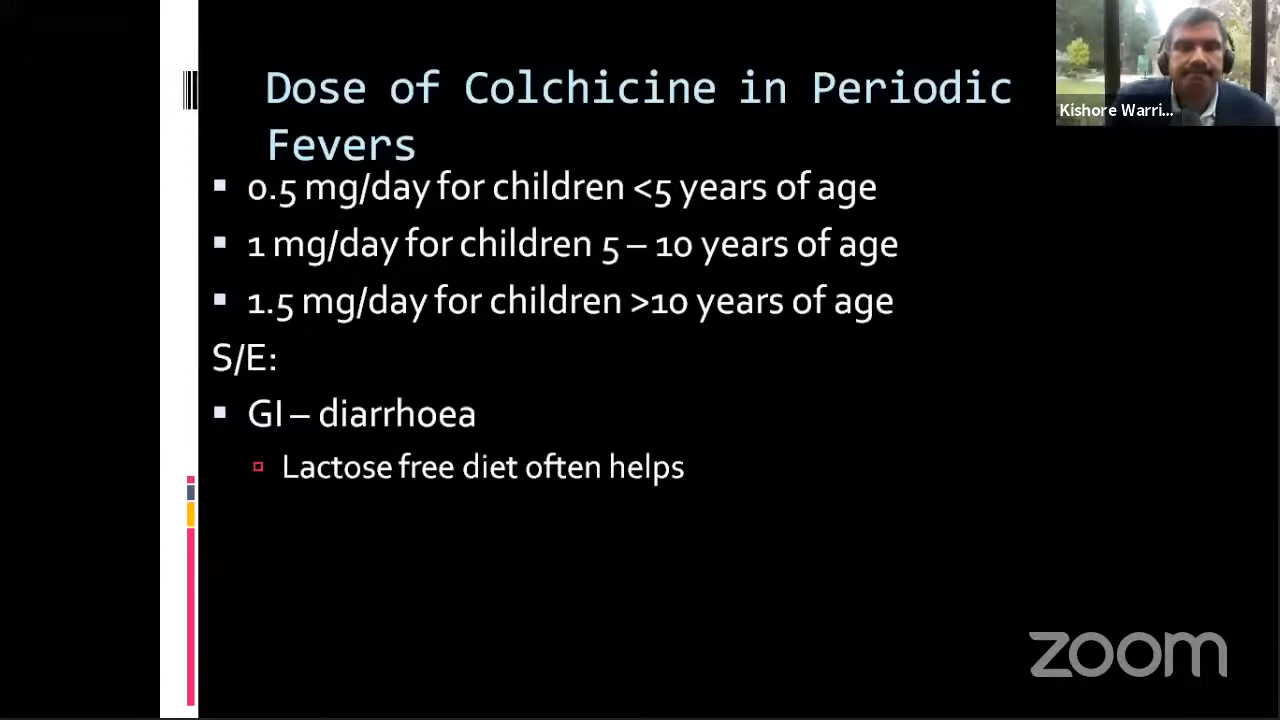 Dose of Colchicine in Periodic
Fevers
0.5 mg/day for children <5 years of age
1 mg/day for children 5 – 10 years of age
1.5 mg/day for children >10 years of age
S/E:
GI – diarrhoea
Lactose free diet often helps
Kishore Warri...
zoom